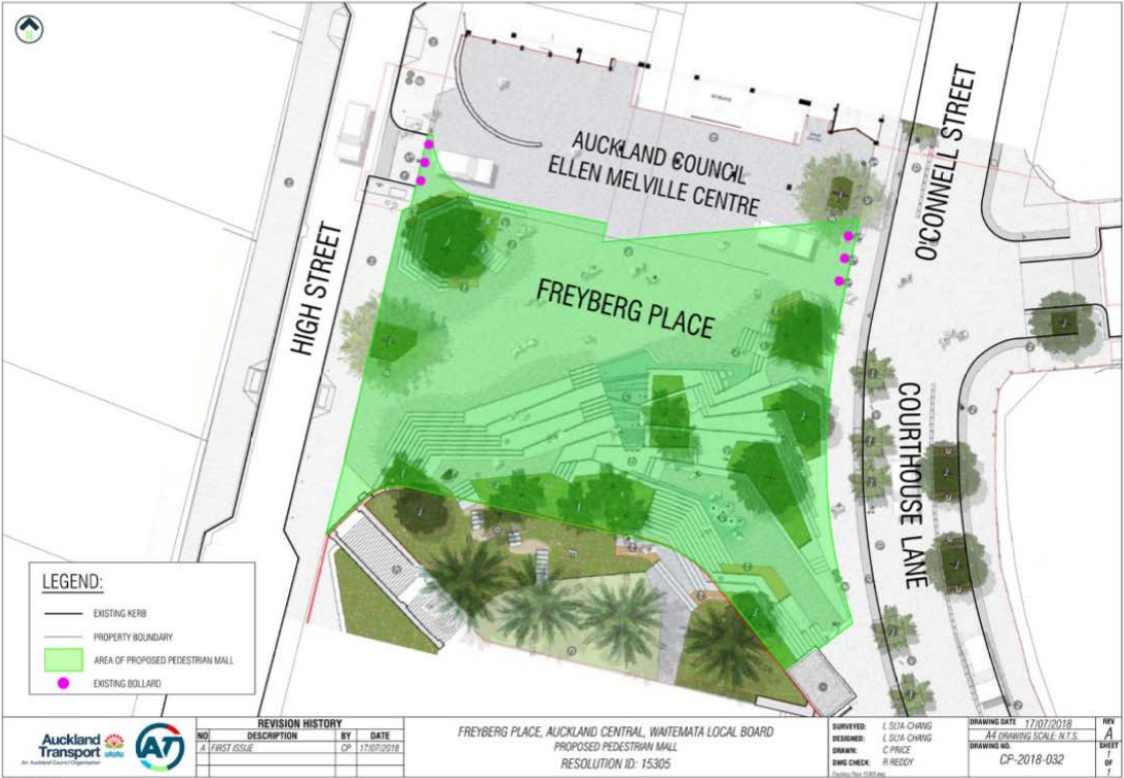 N
AUCKLAND COUNCIL
ELLEN MELVILLE CENTRE
O'CONNELL STREET
HIGH STREET
FREYBERG PLACE
COURTHOUSE LANE
LEGEND:
EXISTING KERB
PROPERTY BOUNDARY
AREA OF PROPOSED PEDESTRIAN MALL
EXISTING BOLLARD
Auckland
Transport
An Auckland Council Organisation
AT
REVISION HISTORY
NO DESCRIPTION BY DATE
A FIRST ISSUE CP 17/07/2018
FREYBERG PLACE, AUCKLAND CENTRAL, WAITEMATA LOCAL BOARD
PROPOSED PEDESTRIAN MALL
RESOLUTION ID: 15305
SURVEYED: I. SU'A-CHANG
DESIGNED: I. SU'A-CHANG
DRAWN: C PRICE
DWG CHECK: R REDDY
DRAWING DATE 17/07/2018
A4 DRAWING SCALE: N.T.S.
DRAWING NO.
CP-2018-032
REV
A
SHEET
1
OF
1